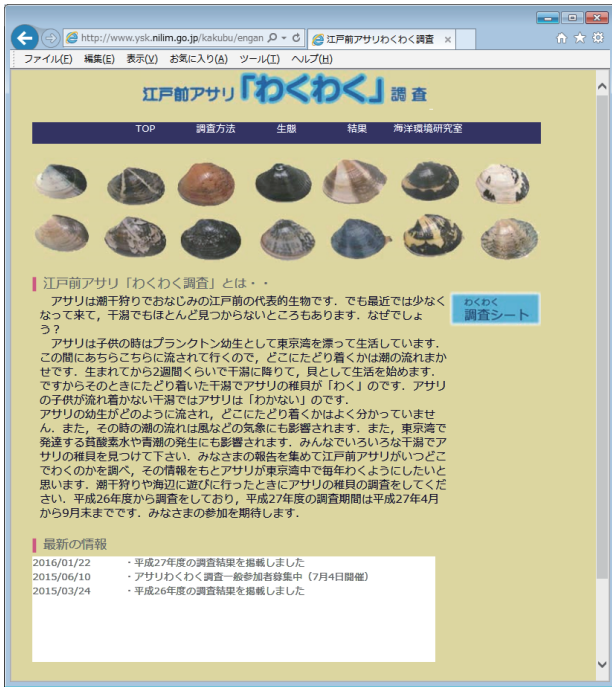 http://www.ysk.nilim.go.jp/kakubu/engan
江戸前アサリわくわく調査
ファイル(F) 編集(E) 表示(V) お気に入り(A) ツール(T) ヘルプ(H)
江戸前アサリ「わくわく」調査
TOP 調査方法 生態 結果 海洋環境研究室
江戸前アサリ「わくわく調査」とは・・
わくわく
調査シート
アサリは潮干狩りでおなじみの江戸前の代表的生物です．でも最近では少なく
なって来て，干潟でもほとんど見つからないところもあります．なぜでしょ
う？
アサリは子供の時はプランクトン幼生として東京湾を漂って生活しています．
この間にあちらこちらに流されて行くので，どこにたどり着くかは潮の流れまか
せです．生まれてから2週間くらいで干潟に降りて，貝として生活を始めます．
ですからそのときにたどり着いた干潟でアサリの稚貝が「わく」のです．アサリ
の子供が流れ着かない干潟ではアサリは「わかない」のです．
アサリの幼生がどのように流され，どこにたどり着くかはよく分かっていませ
ん．また，その時の潮の流れは風などの気象にも影響されます．また，東京湾で
発達する貧酸素水や青潮の発生にも影響されます．みんなでいろいろな干潟でア
サリの稚貝を見つけて下さい．みなさまの報告を集めて江戸前アサリがいつどこ
でわくのかを調べ，その情報をもとアサリが東京湾中で毎年わくようにしたいと
思います．潮干狩りや海辺に遊びに行ったときにアサリの稚貝の調査をしてくだ
さい．平成26年度から調査をしており，平成27年度の調査期間は平成27年4月
から9月末までです．みなさまの参加を期待します．
最新の情報
2016/01/22 ・平成27年度の調査結果を掲載しました
2015/06/10 ・アサリわくわく調査一般参加者募集中（7月4日開催）
2015/03/24 ・平成26年度の調査結果を掲載しました